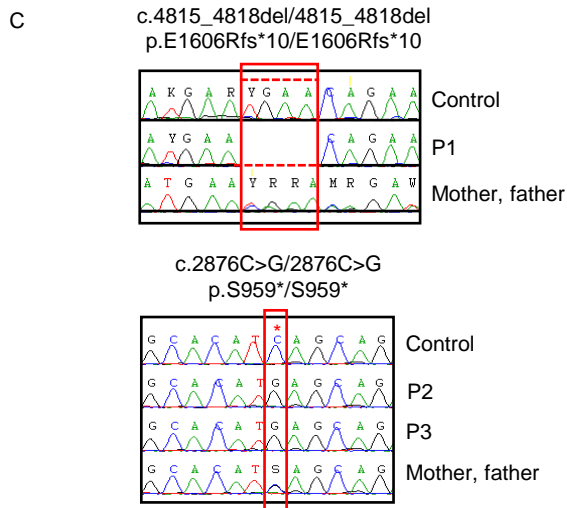 C
c.4815_4818del/4815_4818del
p.E1606Rfs*10/E1606Rfs*10
A K G A R Y G A A C A G A A Control
A Y G A A C A G A A P1
A T G A A Y R R A M R G A W Mother, father
c.2876C>G/2876C>G
p.S959*/S959*
*
G C A C A T C A G C A G Control
G C A C A T G A G C A G P2
G C A C A T G A G C A G P3
G C A C A T S A G C A G Mother, father